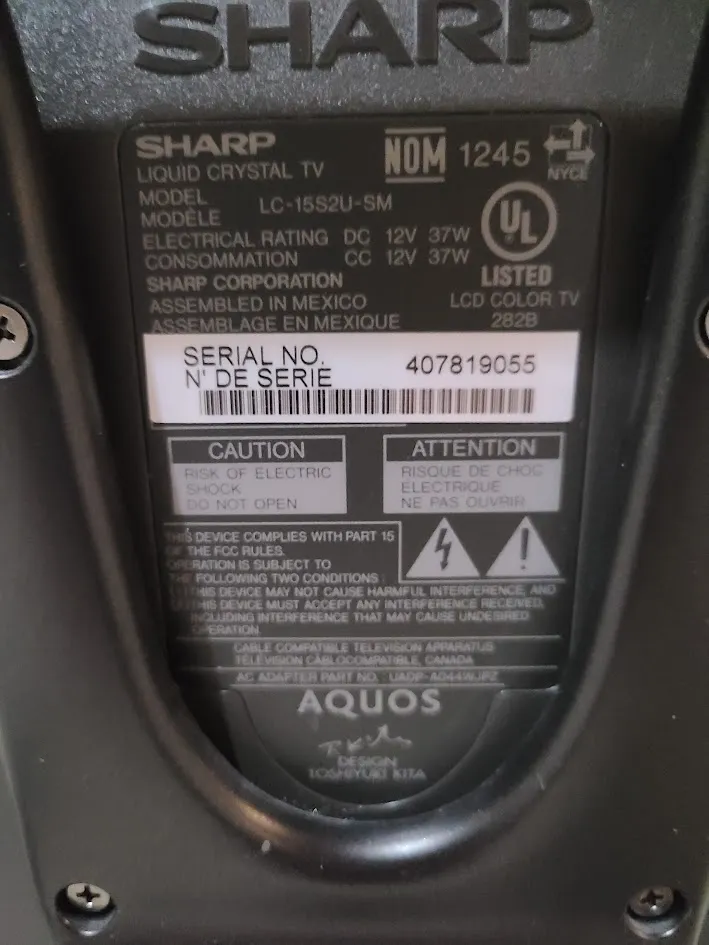 SHARP
SHARP
LIQUID CRYSTAL TV
NOM 1245
NYCE
MODEL
MODÈLE
LC-15S2U-SM
UL
ELECTRICAL RATING DC 12V 37W
CONSOMMATION CC 12V 37W
LISTED
SHARP CORPORATION
ASSEMBLED IN MEXICO
LCD COLOR TV
ASSEMBLAGE EN MEXIQUE
282B
SERIAL NO.
N' DE SERIE
407819055
CAUTION
RISK OF ELECTRIC
SHOCK
DO NOT OPEN
ATTENTION
RISQUE DE CHOC
ÉLECTRIQUE
NE PAS OUVRIR
THIS DEVICE COMPLIES WITH PART 15
OF THE FCC RULES.
OPERATION IS SUBJECT TO
THE FOLLOWING TWO CONDITIONS:
THIS DEVICE MAY NOT CAUSE HARMFUL INTERFERENCE, AND
THIS DEVICE MUST ACCEPT ANY INTERFERENCE RECEIVED,
INCLUDING INTERFERENCE THAT MAY CAUSE UNDESIRED
OPERATION.
CABLE COMPATIBLE TELEVISION APPARATUS
TÉLÉVISION CÂBLOCOMPATIBLE, CANADA
AC ADAPTER PART NO.: UADP-A044WJPZ
AQUOS
DESIGN
TOSHIYUKI KITA